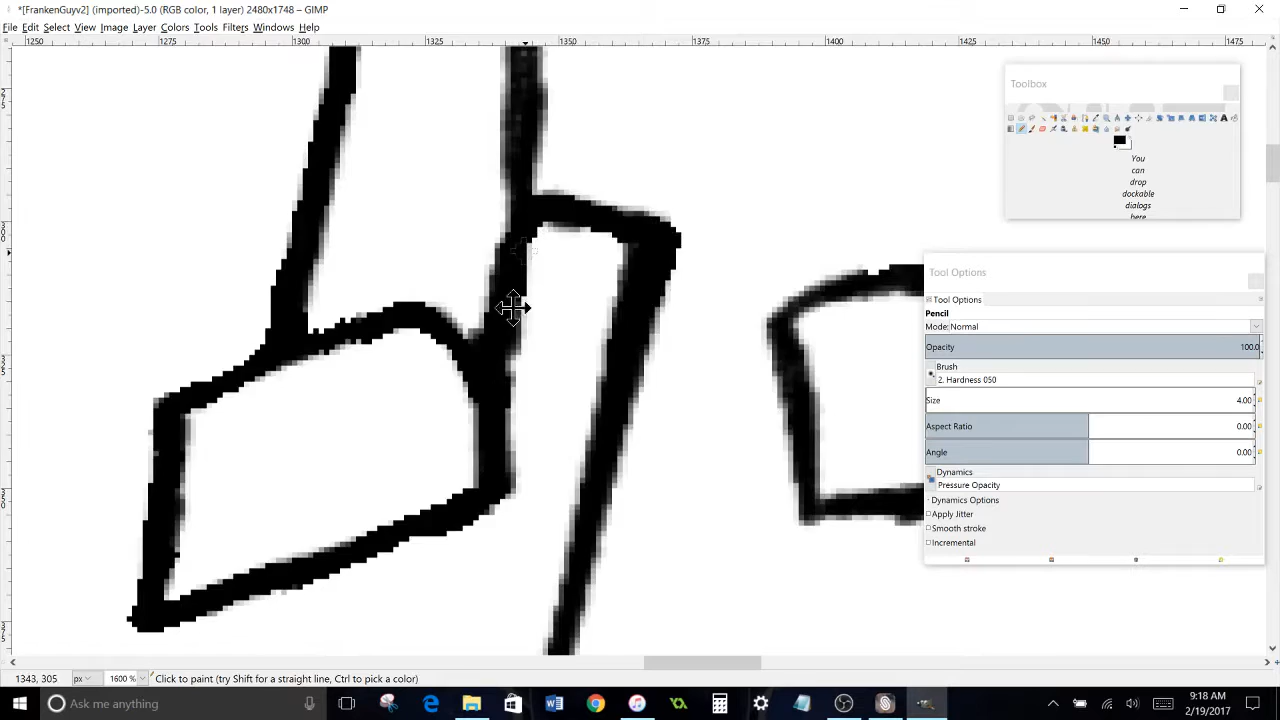 *[FrankenGuyv2] (imported)-5.0 (RGB color, 1 layer) 2480x1748 – GIMP
File Edit Select View Image Layer Colors Tools Filters Windows Help
1250 1275 1300 1325 1350 1375 1400 1425 1450
Toolbox
You
can
drop
dockable
dialogs
here
Tool Options
Tool Options
Pencil
Mode: Normal
Opacity 100.0
Brush
2. Hardness 050
Size 4.00
Aspect Ratio 0.00
Angle 0.00
Dynamics
Pressure Opacity
Dynamics Options
Apply Jitter
Smooth stroke
Incremental
1343, 305 px 1600 % Click to paint (try Shift for a straight line, Ctrl to pick a color)
Ask me anything
9:18 AM
2/19/2017